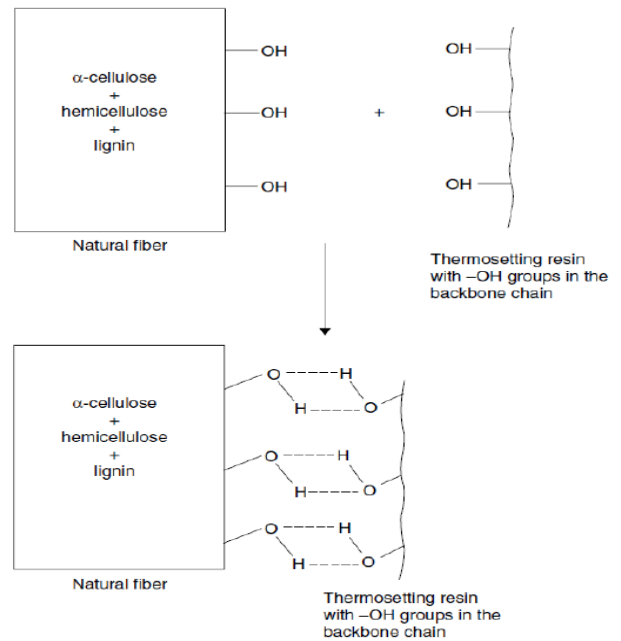 α-cellulose
+
hemicellulose
+
lignin
OH
OH
OH
Natural fiber
+
OH
OH
OH
Thermosetting resin
with –OH groups in the
backbone chain
α-cellulose
+
hemicellulose
+
lignin
O H
H O
O H
H O
O H
H O
Natural fiber
Thermosetting resin
with –OH groups in the
backbone chain